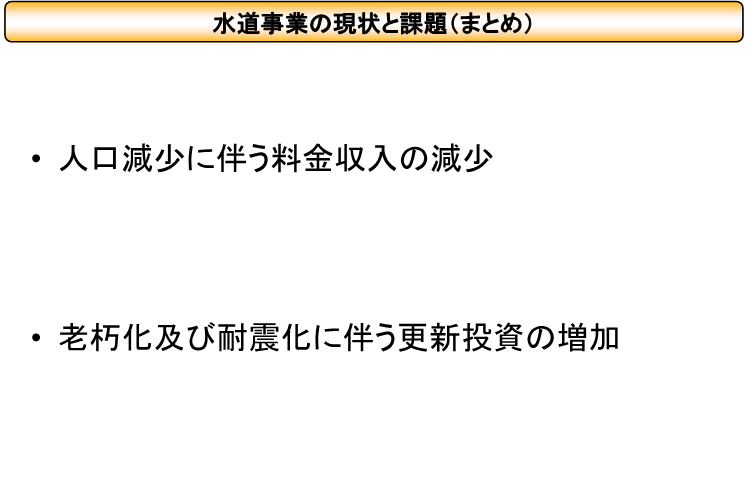 水道事業の現状と課題（まとめ）
• 人口減少に伴う料金収入の減少
• 老朽化及び耐震化に伴う更新投資の増加